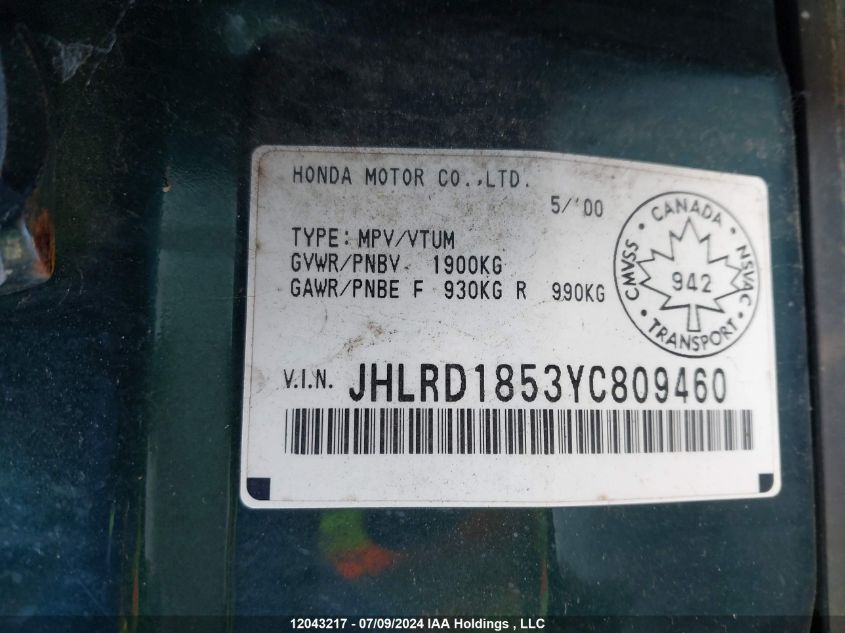 HONDA MOTOR CO.,LTD.
5/'00
TYPE: MPV/VTUM
GVWR/PNBV 1900KG
GAWR/PNBE F 930KG R 990KG
CANADA
CMVSS
942
NSVAC
TRANSPORT
V.I.N. JHLRD1853YC809460
12043217 - 07/09/2024 IAA Holdings , LLC